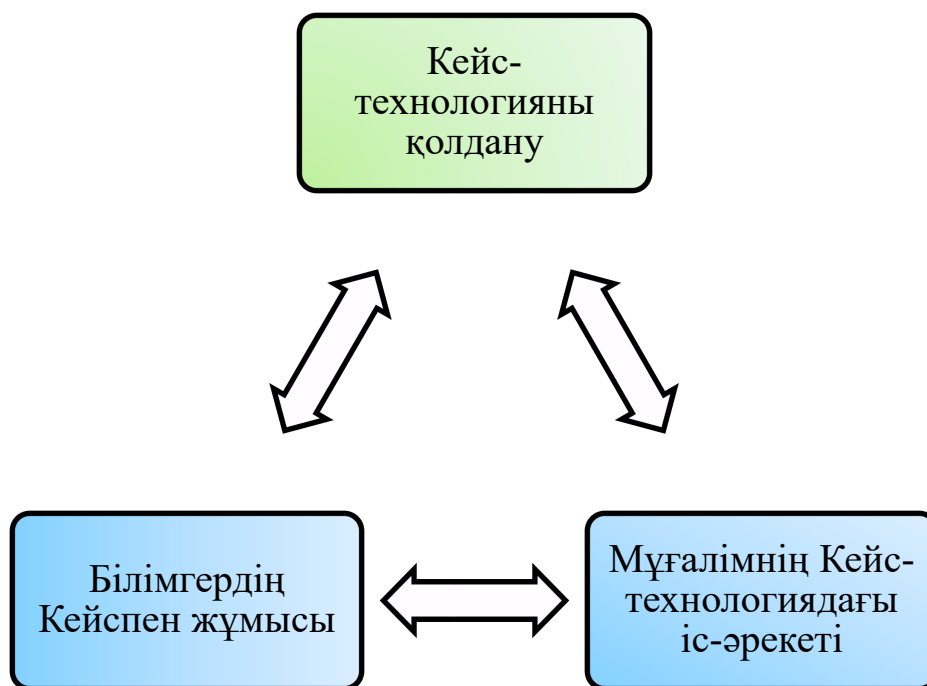 Кейс-
технологияны
қолдану
Білімгердің
Кейспен жұмысы
Мұғалімнің Кейс-
технологиядағы
іс-әрекеті